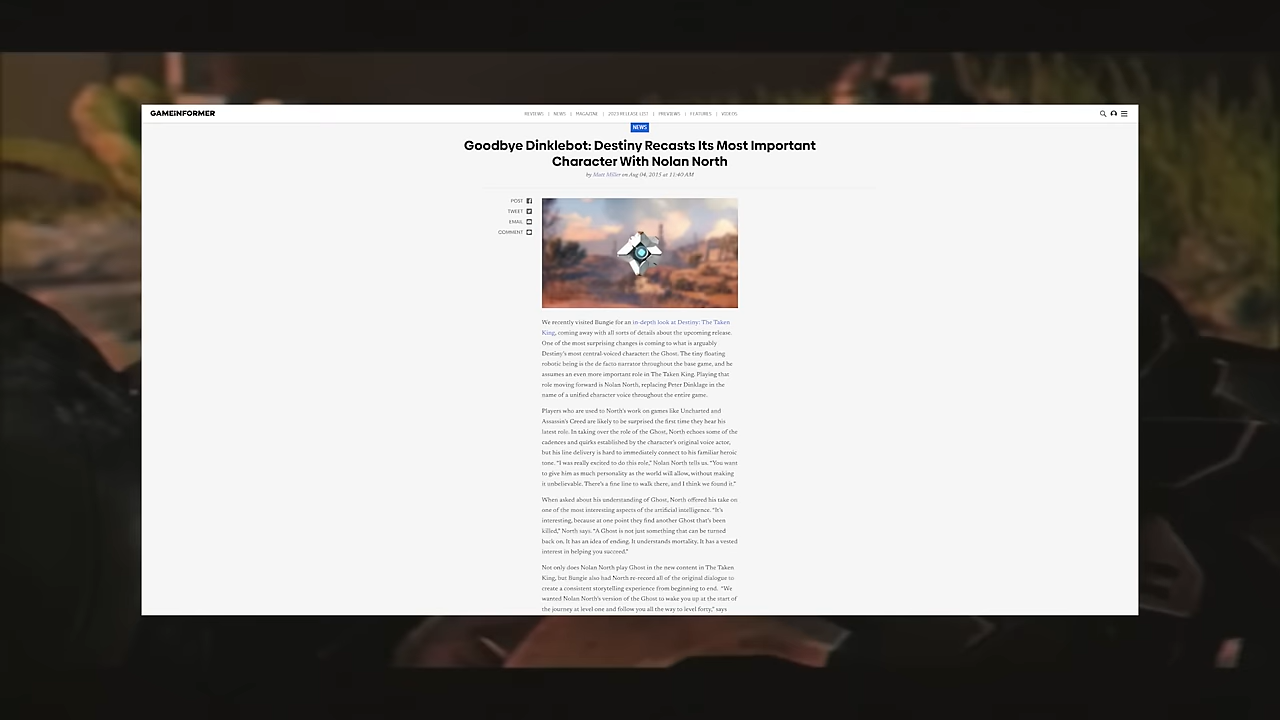 GAMEINFORMER
REVIEWS | NEWS | MAGAZINE | 2023 RELEASE LIST | PREVIEWS | FEATURES | VIDEOS
NEWS
Goodbye Dinklebot: Destiny Recasts Its Most Important
Character With Nolan North
by Matt Miller on Aug 04, 2015 at 11:40 AM
POST
TWEET
EMAIL
COMMENT
We recently visited Bungie for an in-depth look at Destiny: The Taken
King, coming away with all sorts of details about the upcoming release.
One of the most surprising changes is coming to what is arguably
Destiny's most central-voiced character: the Ghost. The tiny floating
robotic being is the de facto narrator throughout the base game, and he
assumes an even more important role in The Taken King. Playing that
role moving forward is Nolan North, replacing Peter Dinklage in the
name of a unified character voice throughout the entire game.
Players who are used to North's work on games like Uncharted and
Assassin's Creed are likely to be surprised the first time they hear his
latest role. In taking over the role of the Ghost, North echoes some of the
cadences and quirks established by the character's original voice actor,
but his line delivery is hard to immediately connect to his familiar heroic
tone. "I was really excited to do this role," Nolan North tells us. "You want
to give him as much personality as the world will allow, without making
it unbelievable. There's a fine line to walk there, and I think we found it."
When asked about his understanding of Ghost, North offered his take on
one of the most interesting aspects of the artificial intelligence. "It's
interesting, because at one point they find another Ghost that's been
killed," North says. "A Ghost is not just something that can be turned
back on. It has an idea of ending. It understands mortality. It has a vested
interest in helping you succeed."
Not only does Nolan North play Ghost in the new content in The Taken
King, but Bungie also had North re-record all of the original dialogue to
create a consistent storytelling experience from beginning to end. "We
wanted Nolan North's version of the Ghost to wake you up at the start of
the journey at level one and follow you all the way to level forty," says